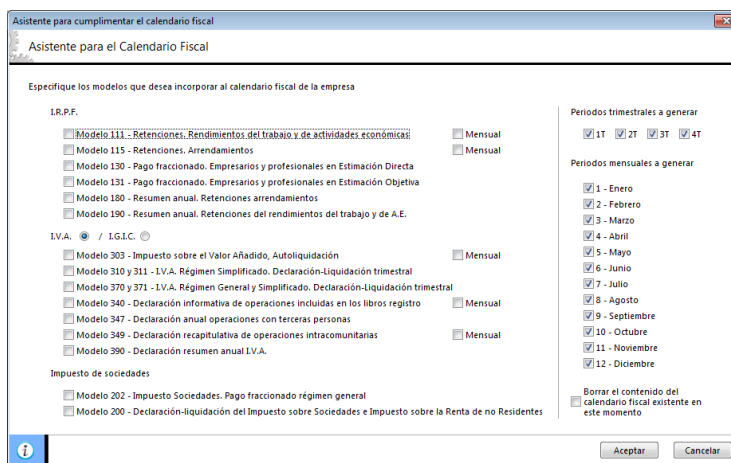 Asistente para cumplimentar el calendario fiscal
Asistente para el Calendario Fiscal
Especifique los modelos que desea incorporar al calendario fiscal de la empresa
I.R.P.F.
Modelo 111 - Retenciones. Rendimientos del trabajo y de actividades económicas
Mensual
Modelo 115 - Retenciones. Arrendamientos
Mensual
Modelo 130 - Pago fraccionado. Empresarios y profesionales en Estimación Directa
Modelo 131 - Pago fraccionado. Empresarios y profesionales en Estimación Objetiva
Modelo 180 - Resumen anual. Retenciones arrendamientos
Modelo 190 - Resumen anual. Retenciones del rendimientos del trabajo y de A.E.
I.V.A. / I.G.I.C.
Modelo 303 - Impuesto sobre el Valor Añadido, Autoliquidación
Mensual
Modelo 310 y 311 - I.V.A. Régimen Simplificado. Declaración-Liquidación trimestral
Modelo 370 y 371 - I.V.A. Régimen General y Simplificado. Declaración-Liquidación trimestral
Modelo 340 - Declaración informativa de operaciones incluidas en los libros registro
Mensual
Modelo 347 - Declaración anual operaciones con terceras personas
Modelo 349 - Declaración recapitulativa de operaciones intracomunitarias
Mensual
Modelo 390 - Declaración resumen anual I.V.A.
Impuesto de sociedades
Modelo 202 - Impuesto Sociedades. Pago fraccionado régimen general
Modelo 200 - Declaración-liquidación del Impuesto sobre Sociedades e Impuesto sobre la Renta de no Residentes
Periodos trimestrales a generar
1T 2T 3T 4T
Periodos mensuales a generar
1 - Enero
2 - Febrero
3 - Marzo
4 - Abril
5 - Mayo
6 - Junio
7 - Julio
8 - Agosto
9 - Septiembre
10 - Octubre
11 - Noviembre
12 - Diciembre
Borrar el contenido del
calendario fiscal existente en
este momento
Aceptar
Cancelar